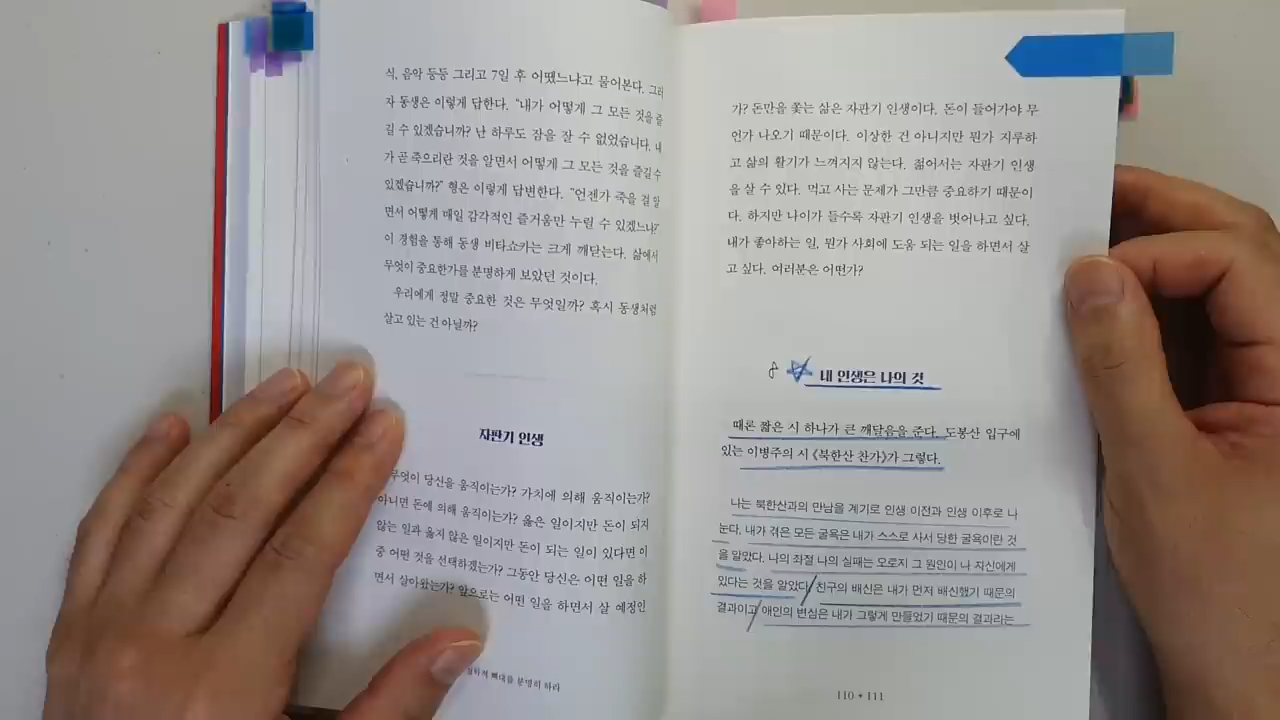 식, 음악 등등 그리고 7일 후 어땠느냐고 물어본다. 그러
자 동생은 이렇게 답한다. "내가 어떻게 그 모든 것을 즐
길 수 있겠습니까? 난 하루도 잠을 잘 수 없었습니다. 내
가 곧 죽으리란 것을 알면서 어떻게 그 모든 것을 즐길 수
있겠습니까?" 형은 이렇게 답변한다. "언젠가 죽을 걸 알
면서 어떻게 매일 감각적인 즐거움만 누릴 수 있겠느냐?"
이 경험을 통해 동생 비타쇼카는 크게 깨닫는다. 삶에서
무엇이 중요한가를 분명하게 보았던 것이다.
우리에게 정말 중요한 것은 무엇일까? 혹시 동생처럼
살고 있는 건 아닐까?
자판기 인생
무엇이 당신을 움직이는가? 가치에 의해 움직이는가?
아니면 돈에 의해 움직이는가? 옳은 일이지만 돈이 되지
않는 일과 옳지 않은 일이지만 돈이 되는 일이 있다면 이
중 어떤 것을 선택하겠는가? 그동안 당신은 어떤 일을 하
면서 살아왔는가? 앞으로는 어떤 일을 하면서 살 예정인
뼈대를 분명히 하라
가? 돈만을 쫓는 삶은 자판기 인생이다. 돈이 들어가야 무
언가 나오기 때문이다. 이상한 건 아니지만 뭔가 지루하
고 삶의 활기가 느껴지지 않는다. 젊어서는 자판기 인생
을 살 수 있다. 먹고 사는 문제가 그만큼 중요하기 때문이
다. 하지만 나이가 들수록 자판기 인생을 벗어나고 싶다.
내가 좋아하는 일, 뭔가 사회에 도움 되는 일을 하면서 살
고 싶다. 여러분은 어떤가?
8 내 인생은 나의 것
때론 짧은 시 하나가 큰 깨달음을 준다. 도봉산 입구에
있는 이병주의 시 《북한산 찬가》가 그렇다.
나는 북한산과의 만남을 계기로 인생 이전과 인생 이후로 나
눈다. 내가 겪은 모든 굴욕은 내가 스스로 사서 당한 굴욕이란 것
을 알았다. 나의 좌절 나의 실패는 오로지 그 원인이 나 자신에게
있다는 것을 알았다 친구의 배신은 내가 먼저 배신했기 때문의
결과이고 애인의 변심은 내가 그렇게 만들었기 때문의 결과라는
110 • 111